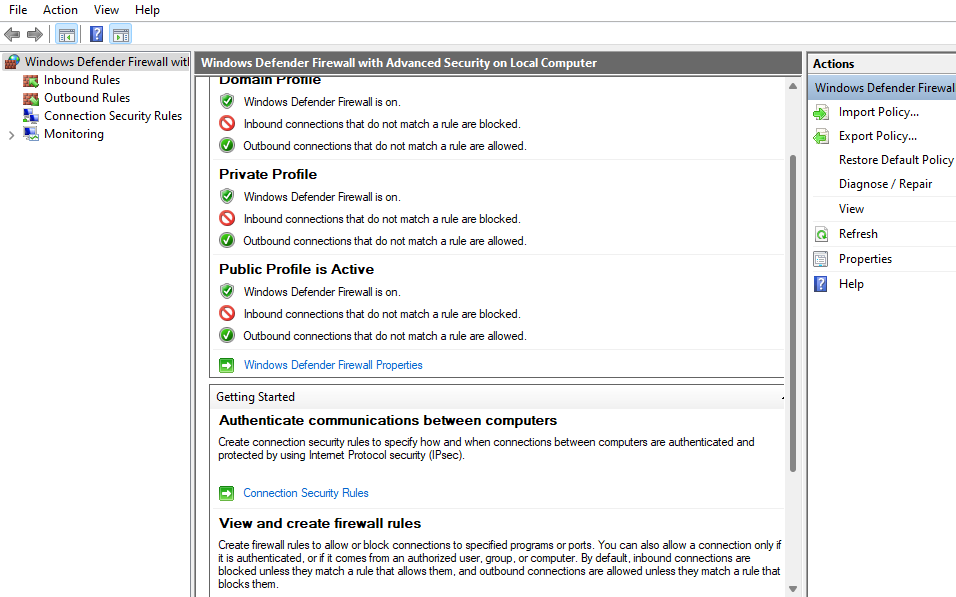 File Action View Help
Windows Defender Firewall with
Inbound Rules
Outbound Rules
Connection Security Rules
Monitoring
Windows Defender Firewall with Advanced Security on Local Computer
Domain Profile
Windows Defender Firewall is on.
Inbound connections that do not match a rule are blocked.
Outbound connections that do not match a rule are allowed.
Private Profile
Windows Defender Firewall is on.
Inbound connections that do not match a rule are blocked.
Outbound connections that do not match a rule are allowed.
Public Profile is Active
Windows Defender Firewall is on.
Inbound connections that do not match a rule are blocked.
Outbound connections that do not match a rule are allowed.
Windows Defender Firewall Properties
Getting Started
Authenticate communications between computers
Create connection security rules to specify how and when connections between computers are authenticated and
protected by using Internet Protocol security (IPsec).
Connection Security Rules
View and create firewall rules
Create firewall rules to allow or block connections to specified programs or ports. You can also allow a connection only if
it is authenticated, or if it comes from an authorized user, group, or computer. By default, inbound connections are
blocked unless they match a rule that allows them, and outbound connections are allowed unless they match a rule that
blocks them.
Actions
Windows Defender Firewal
Import Policy...
Export Policy...
Restore Default Policy
Diagnose / Repair
View
Refresh
Properties
Help